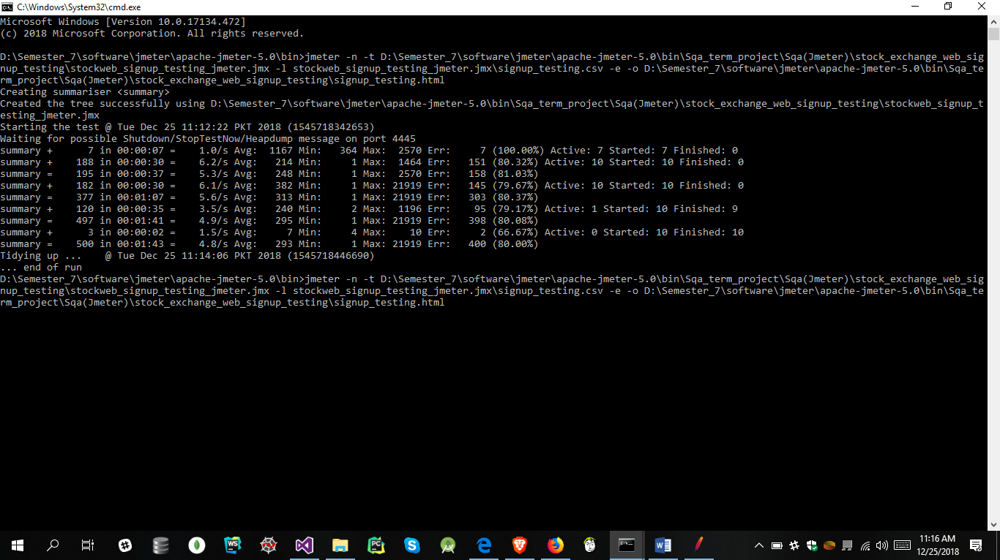 C:\Windows\System32\cmd.exe
Microsoft Windows [Version 10.0.17134.472]
(c) 2018 Microsoft Corporation. All rights reserved.
D:\Semester_7\software\jmeter\apache-jmeter-5.0\bin>jmeter -n -t D:\Semester_7\software\jmeter\apache-jmeter-5.0\bin\Sqa_term_project\Sqa(Jmeter)\stock_exchange_web_sig
nup_testing\stockweb_signup_testing_jmeter.jmx -l stockweb_signup_testing_jmeter.jmx\signup_testing.csv -e -o D:\Semester_7\software\jmeter\apache-jmeter-5.0\bin\Sqa_te
rm_project\Sqa(Jmeter)\stock_exchange_web_signup_testing\signup_testing.html
Creating summariser <summary>
Created the tree successfully using D:\Semester_7\software\jmeter\apache-jmeter-5.0\bin\Sqa_term_project\Sqa(Jmeter)\stock_exchange_web_signup_testing\stockweb_signup_t
esting_jmeter.jmx
Starting the test @ Tue Dec 25 11:12:22 PKT 2018 (1545718342653)
Waiting for possible Shutdown/StopTestNow/Heapdump message on port 4445
summary +      7 in 00:00:07 =    1.0/s Avg:  1167 Min:   364 Max:  2570 Err:     7 (100.00%) Active: 7 Started: 7 Finished: 0
summary +    188 in 00:00:30 =    6.2/s Avg:   214 Min:     1 Max:  1464 Err:   151 (80.32%) Active: 10 Started: 10 Finished: 0
summary =    195 in 00:00:37 =    5.3/s Avg:   248 Min:     1 Max:  2570 Err:   158 (81.03%)
summary +    182 in 00:00:30 =    6.1/s Avg:   382 Min:     1 Max: 21919 Err:   145 (79.67%) Active: 10 Started: 10 Finished: 0
summary =    377 in 00:01:07 =    5.6/s Avg:   313 Min:     1 Max: 21919 Err:   303 (80.37%)
summary +    120 in 00:00:35 =    3.5/s Avg:   240 Min:     2 Max:  1196 Err:    95 (79.17%) Active: 1 Started: 10 Finished: 9
summary =    497 in 00:01:41 =    4.9/s Avg:   295 Min:     1 Max: 21919 Err:   398 (80.08%)
summary +      3 in 00:00:02 =    1.5/s Avg:     7 Min:     4 Max:    10 Err:     2 (66.67%) Active: 0 Started: 10 Finished: 10
summary =    500 in 00:01:43 =    4.8/s Avg:   293 Min:     1 Max: 21919 Err:   400 (80.00%)
Tidying up ...    @ Tue Dec 25 11:14:06 PKT 2018 (1545718446690)
... end of run
D:\Semester_7\software\jmeter\apache-jmeter-5.0\bin>jmeter -n -t D:\Semester_7\software\jmeter\apache-jmeter-5.0\bin\Sqa_term_project\Sqa(Jmeter)\stock_exchange_web_sig
nup_testing\stockweb_signup_testing_jmeter.jmx -l stockweb_signup_testing_jmeter.jmx\signup_testing.csv -e -o D:\Semester_7\software\jmeter\apache-jmeter-5.0\bin\Sqa_te
rm_project\Sqa(Jmeter)\stock_exchange_web_signup_testing\signup_testing.html
WS
PC
11:16 AM
12/25/2018